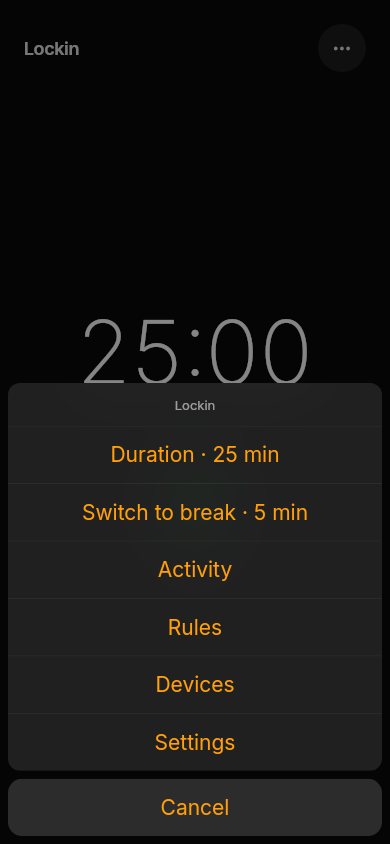 Lockin
25:00
Lockin
Duration · 25 min
Switch to break · 5 min
Activity
Rules
Devices
Settings
Cancel